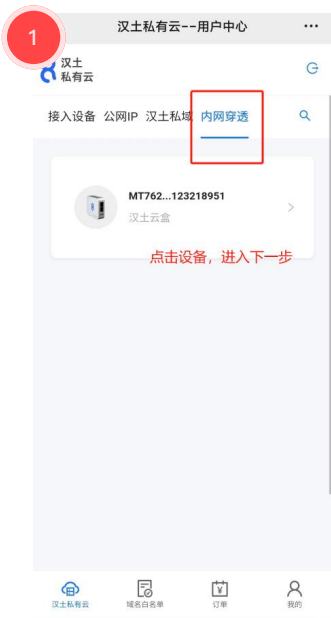 1
汉土私有云--用户中心
汉土
私有云
接入设备 公网IP 汉土私域 内网穿透
MT762...123218951
汉土云盒
点击设备，进入下一步
汉土私有云 域名白名单 订单 我的